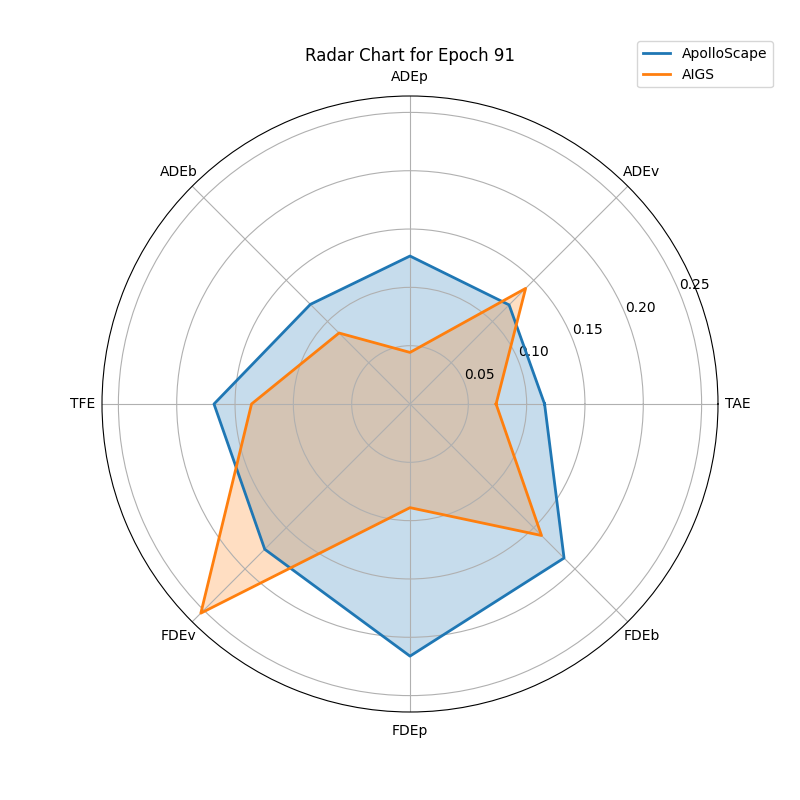 Radar Chart for Epoch 91
ApolloScape
AIGS
ADEp
ADEb
ADEv
0.25
0.20
0.15
0.10
0.05
TFE
TAE
FDEv
FDEb
FDEp